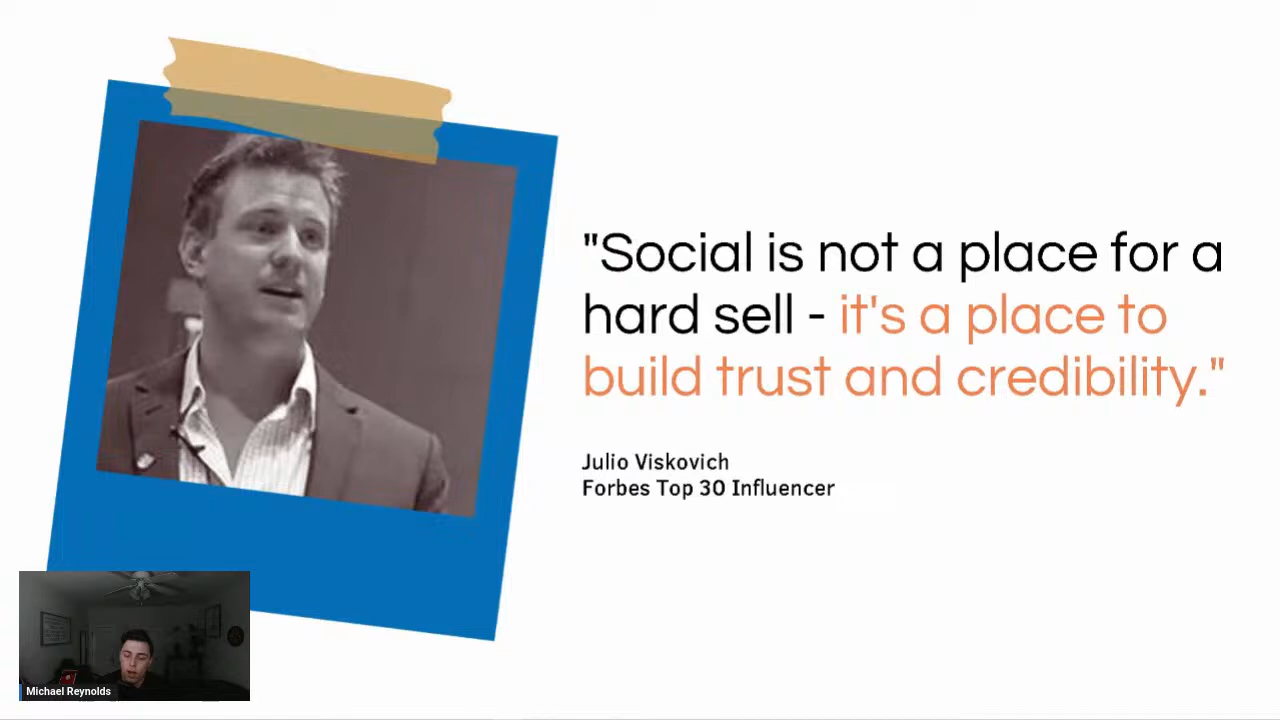 "Social is not a place for a
hard sell - it's a place to
build trust and credibility."
Julio Viskovich
Forbes Top 30 Influencer
Michael Reynolds